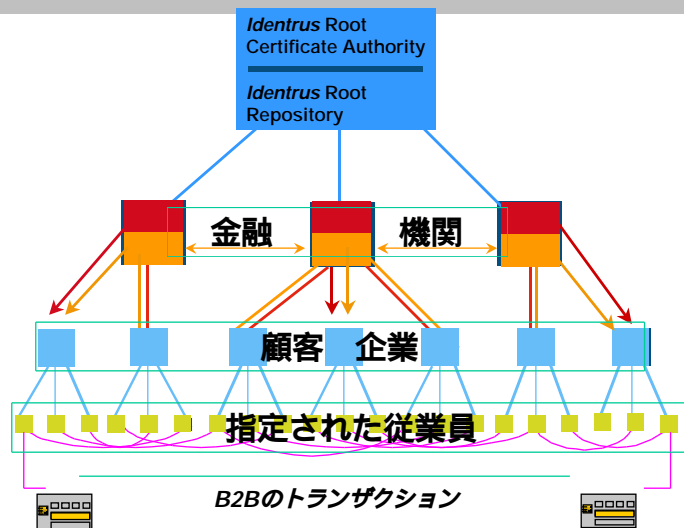 Identrus Root
Certificate Authority
Identrus Root
Repository
金融 機関
顧客 企業
指定された従業員
B2Bのトランザクション